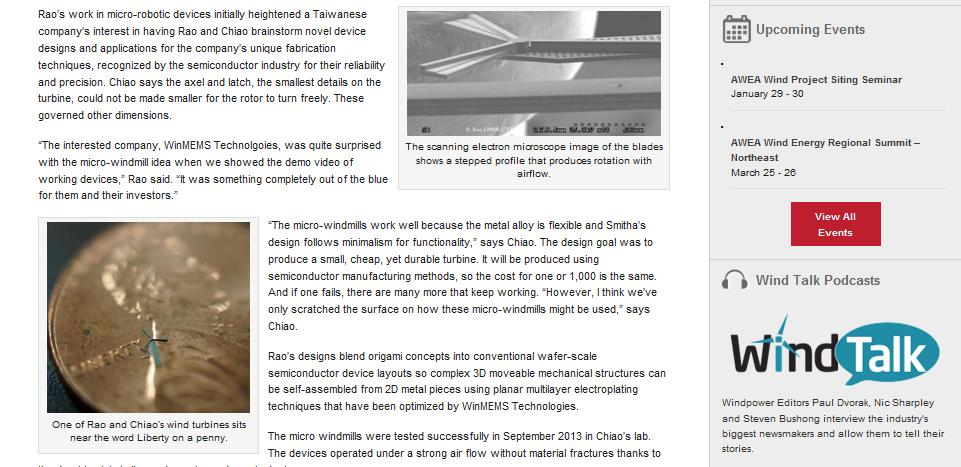 Rao's work in micro-robotic devices initially heightened a Taiwanese
company's interest in having Rao and Chiao brainstorm novel device
designs and applications for the company's unique fabrication
techniques, recognized by the semiconductor industry for their reliability
and precision. Chiao says the axel and latch, the smallest details on the
turbine, could not be made smaller for the rotor to turn freely. These
governed other dimensions.
"The interested company, WinMEMS Technolgoies, was quite surprised
with the micro-windmill idea when we showed the demo video of
working devices," Rao said. "It was something completely out of the blue
for them and their investors."
The scanning electron microscope image of the blades
shows a stepped profile that produces rotation with
airflow.
LIBERTY
One of Rao and Chiao's wind turbines sits
near the word Liberty on a penny.
"The micro-windmills work well because the metal alloy is flexible and Smitha's
design follows minimalism for functionality," says Chiao. The design goal was to
produce a small, cheap, yet durable turbine. It will be produced using
semiconductor manufacturing methods, so the cost for one or 1,000 is the same.
And if one fails, there are many more that keep working. "However, I think we've
only scratched the surface on how these micro-windmills might be used," says
Chiao.
Rao's designs blend origami concepts into conventional wafer-scale
semiconductor device layouts so complex 3D moveable mechanical structures can
be self-assembled from 2D metal pieces using planar multilayer electroplating
techniques that have been optimized by WinMEMS Technologies.
The micro windmills were tested successfully in September 2013 in Chiao's lab.
The devices operated under a strong air flow without material fractures thanks to
Upcoming Events
AWEA Wind Project Siting Seminar
January 29 - 30
AWEA Wind Energy Regional Summit –
Northeast
March 25 - 26
View All
Events
Wind Talk Podcasts
WindTalk
Windpower Editors Paul Dvorak, Nic Sharpley
and Steven Bushong interview the industry's
biggest newsmakers and allow them to tell their
stories.